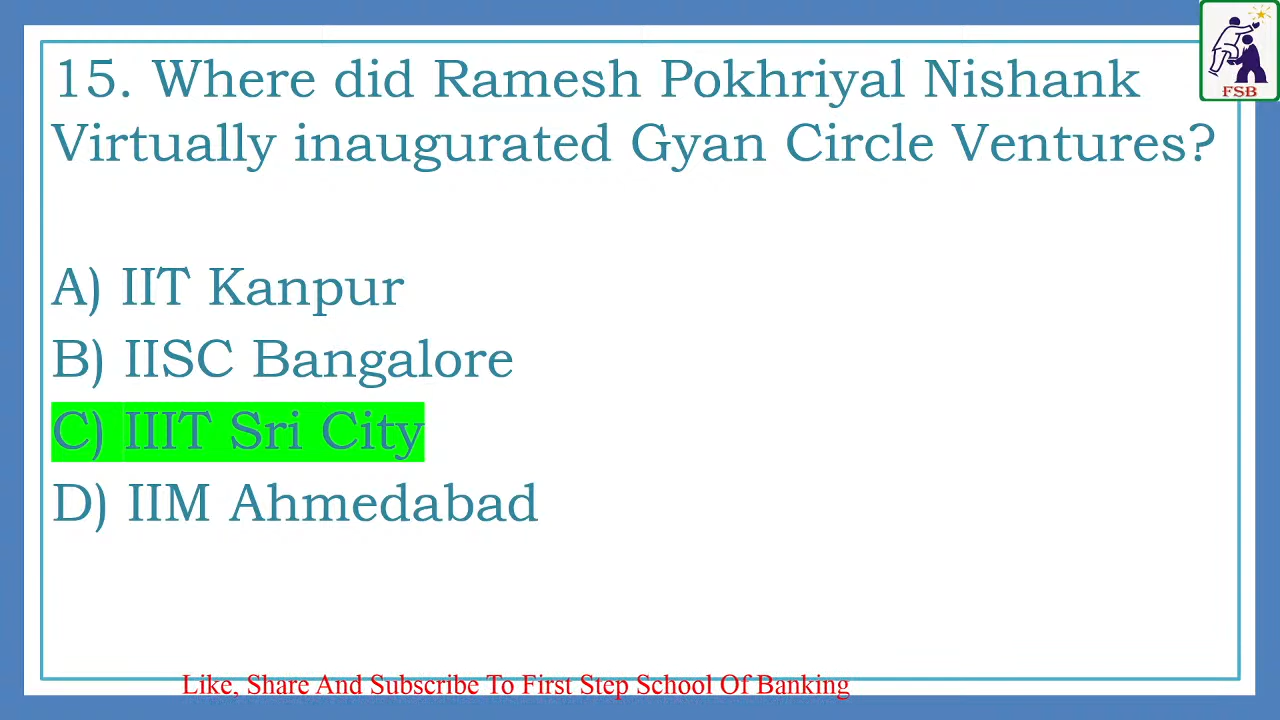 FSB
15. Where did Ramesh Pokhriyal Nishank
Virtually inaugurated Gyan Circle Ventures?
A) IIT Kanpur
B) IISC Bangalore
C) IIIT Sri City
D) IIM Ahmedabad
Like, Share And Subscribe To First Step School Of Banking